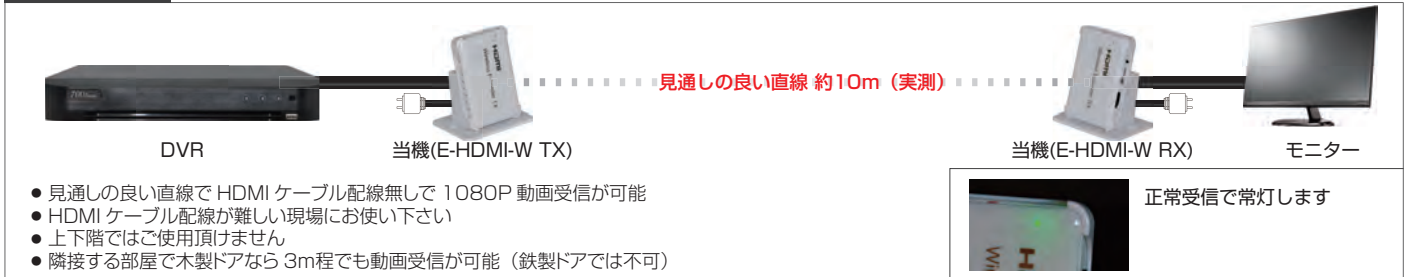 見通しの良い直線 約10m（実測）
DVR
当機(E-HDMI-W TX)
当機(E-HDMI-W RX)
モニター
● 見通しの良い直線で HDMI ケーブル配線無しで 1080P 動画受信が可能
● HDMI ケーブル配線が難しい現場にお使い下さい
● 上下階ではご使用頂けません
● 隣接する部屋で木製ドアなら 3m程でも動画受信が可能（鉄製ドアでは不可）
正常受信で常灯します